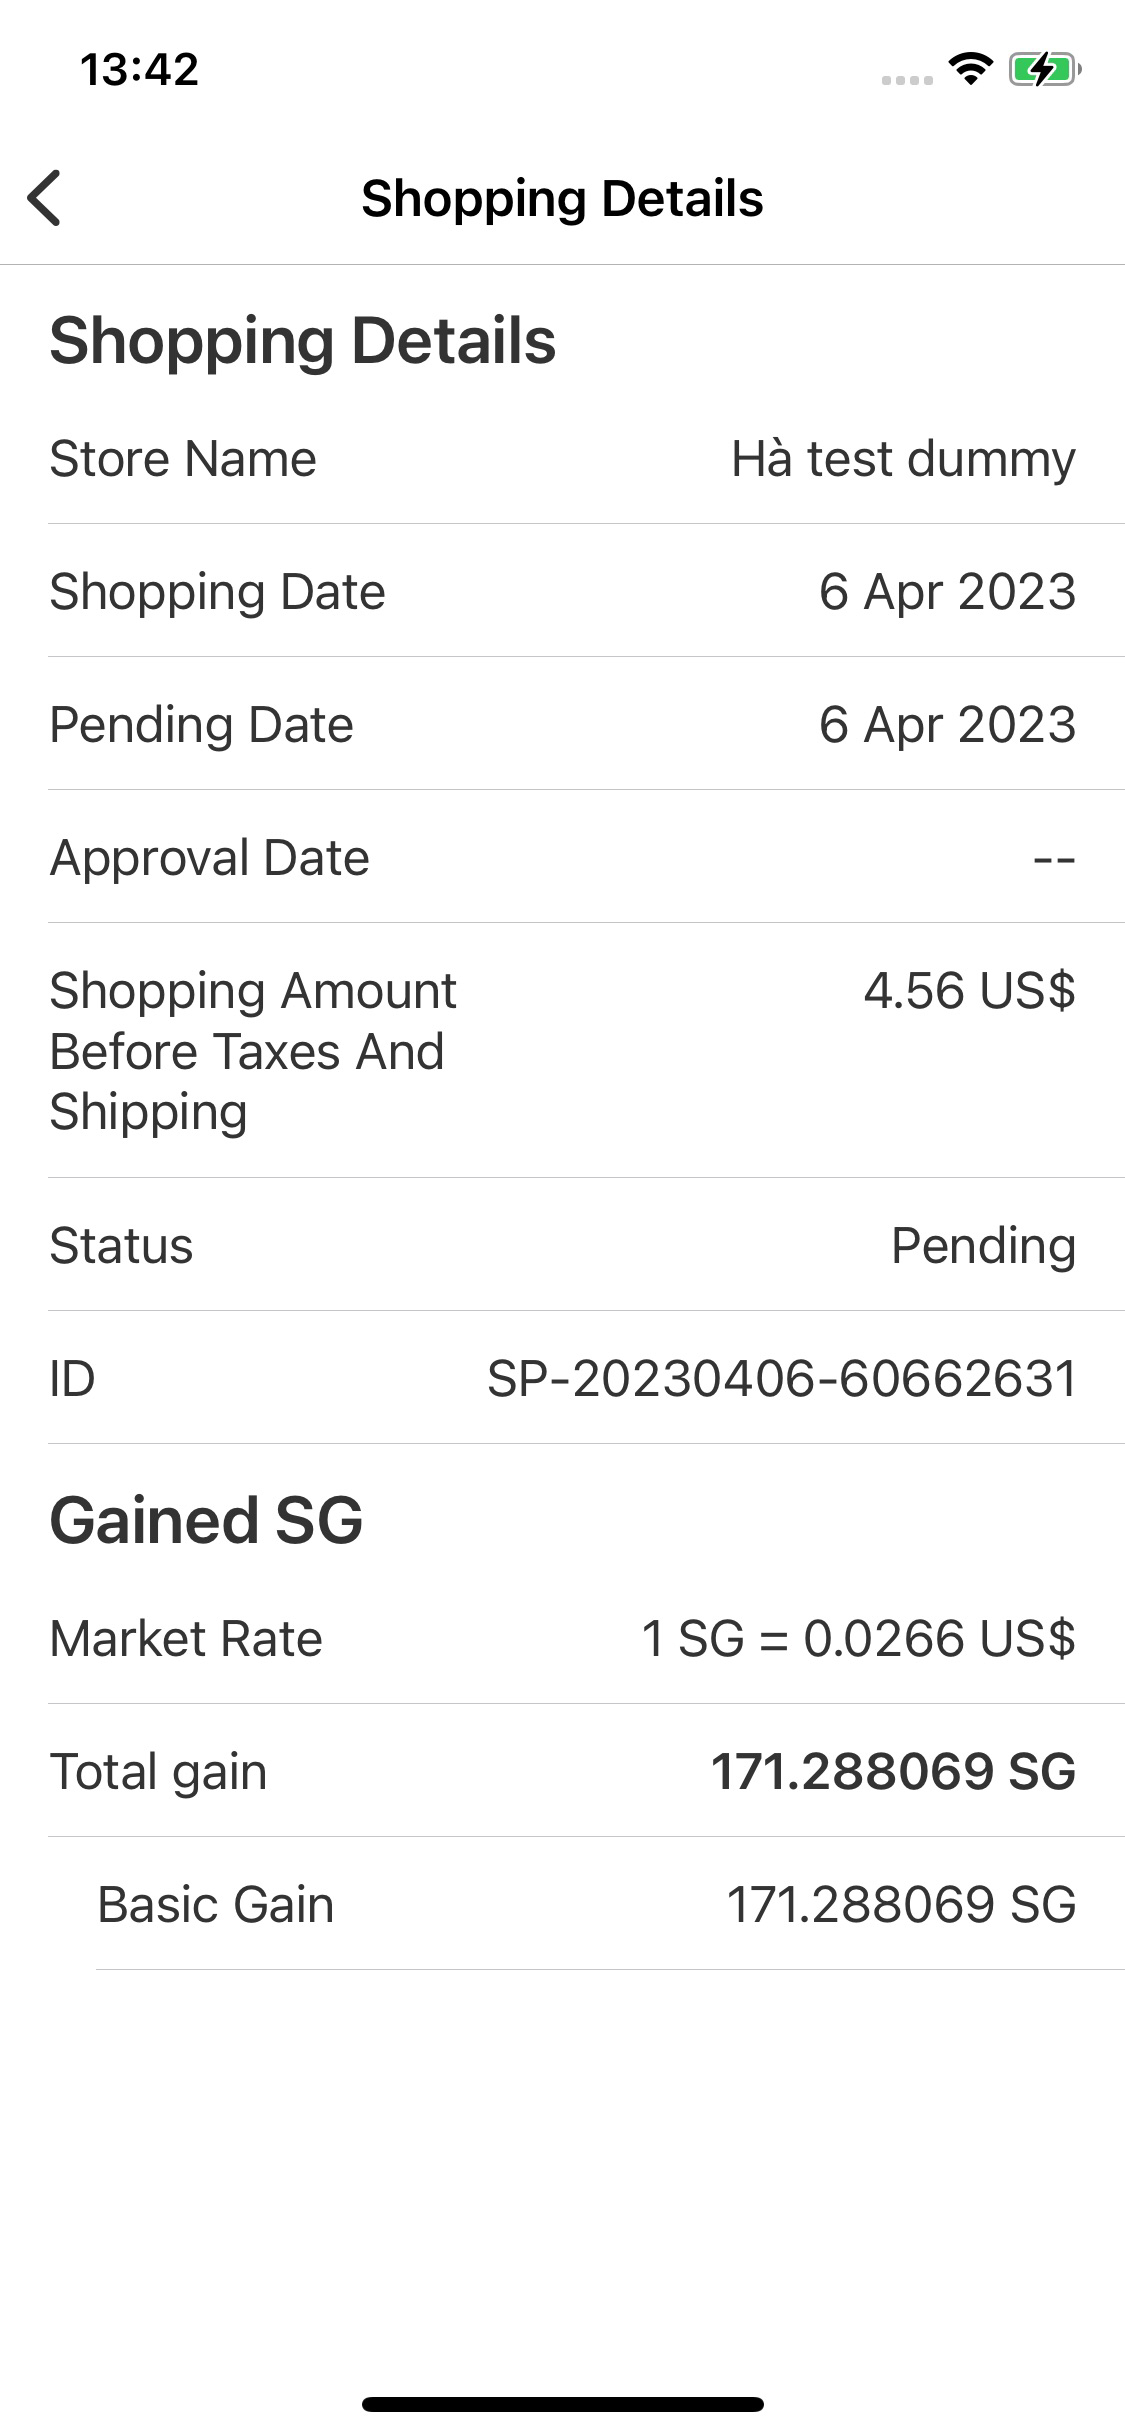 13:42
Shopping Details
Shopping Details
Store Name Hà test dummy
Shopping Date 6 Apr 2023
Pending Date 6 Apr 2023
Approval Date --
Shopping Amount 4.56 US$
Before Taxes And
Shipping
Status Pending
ID SP-20230406-60662631
Gained SG
Market Rate 1 SG = 0.0266 US$
Total gain 171.288069 SG
Basic Gain 171.288069 SG